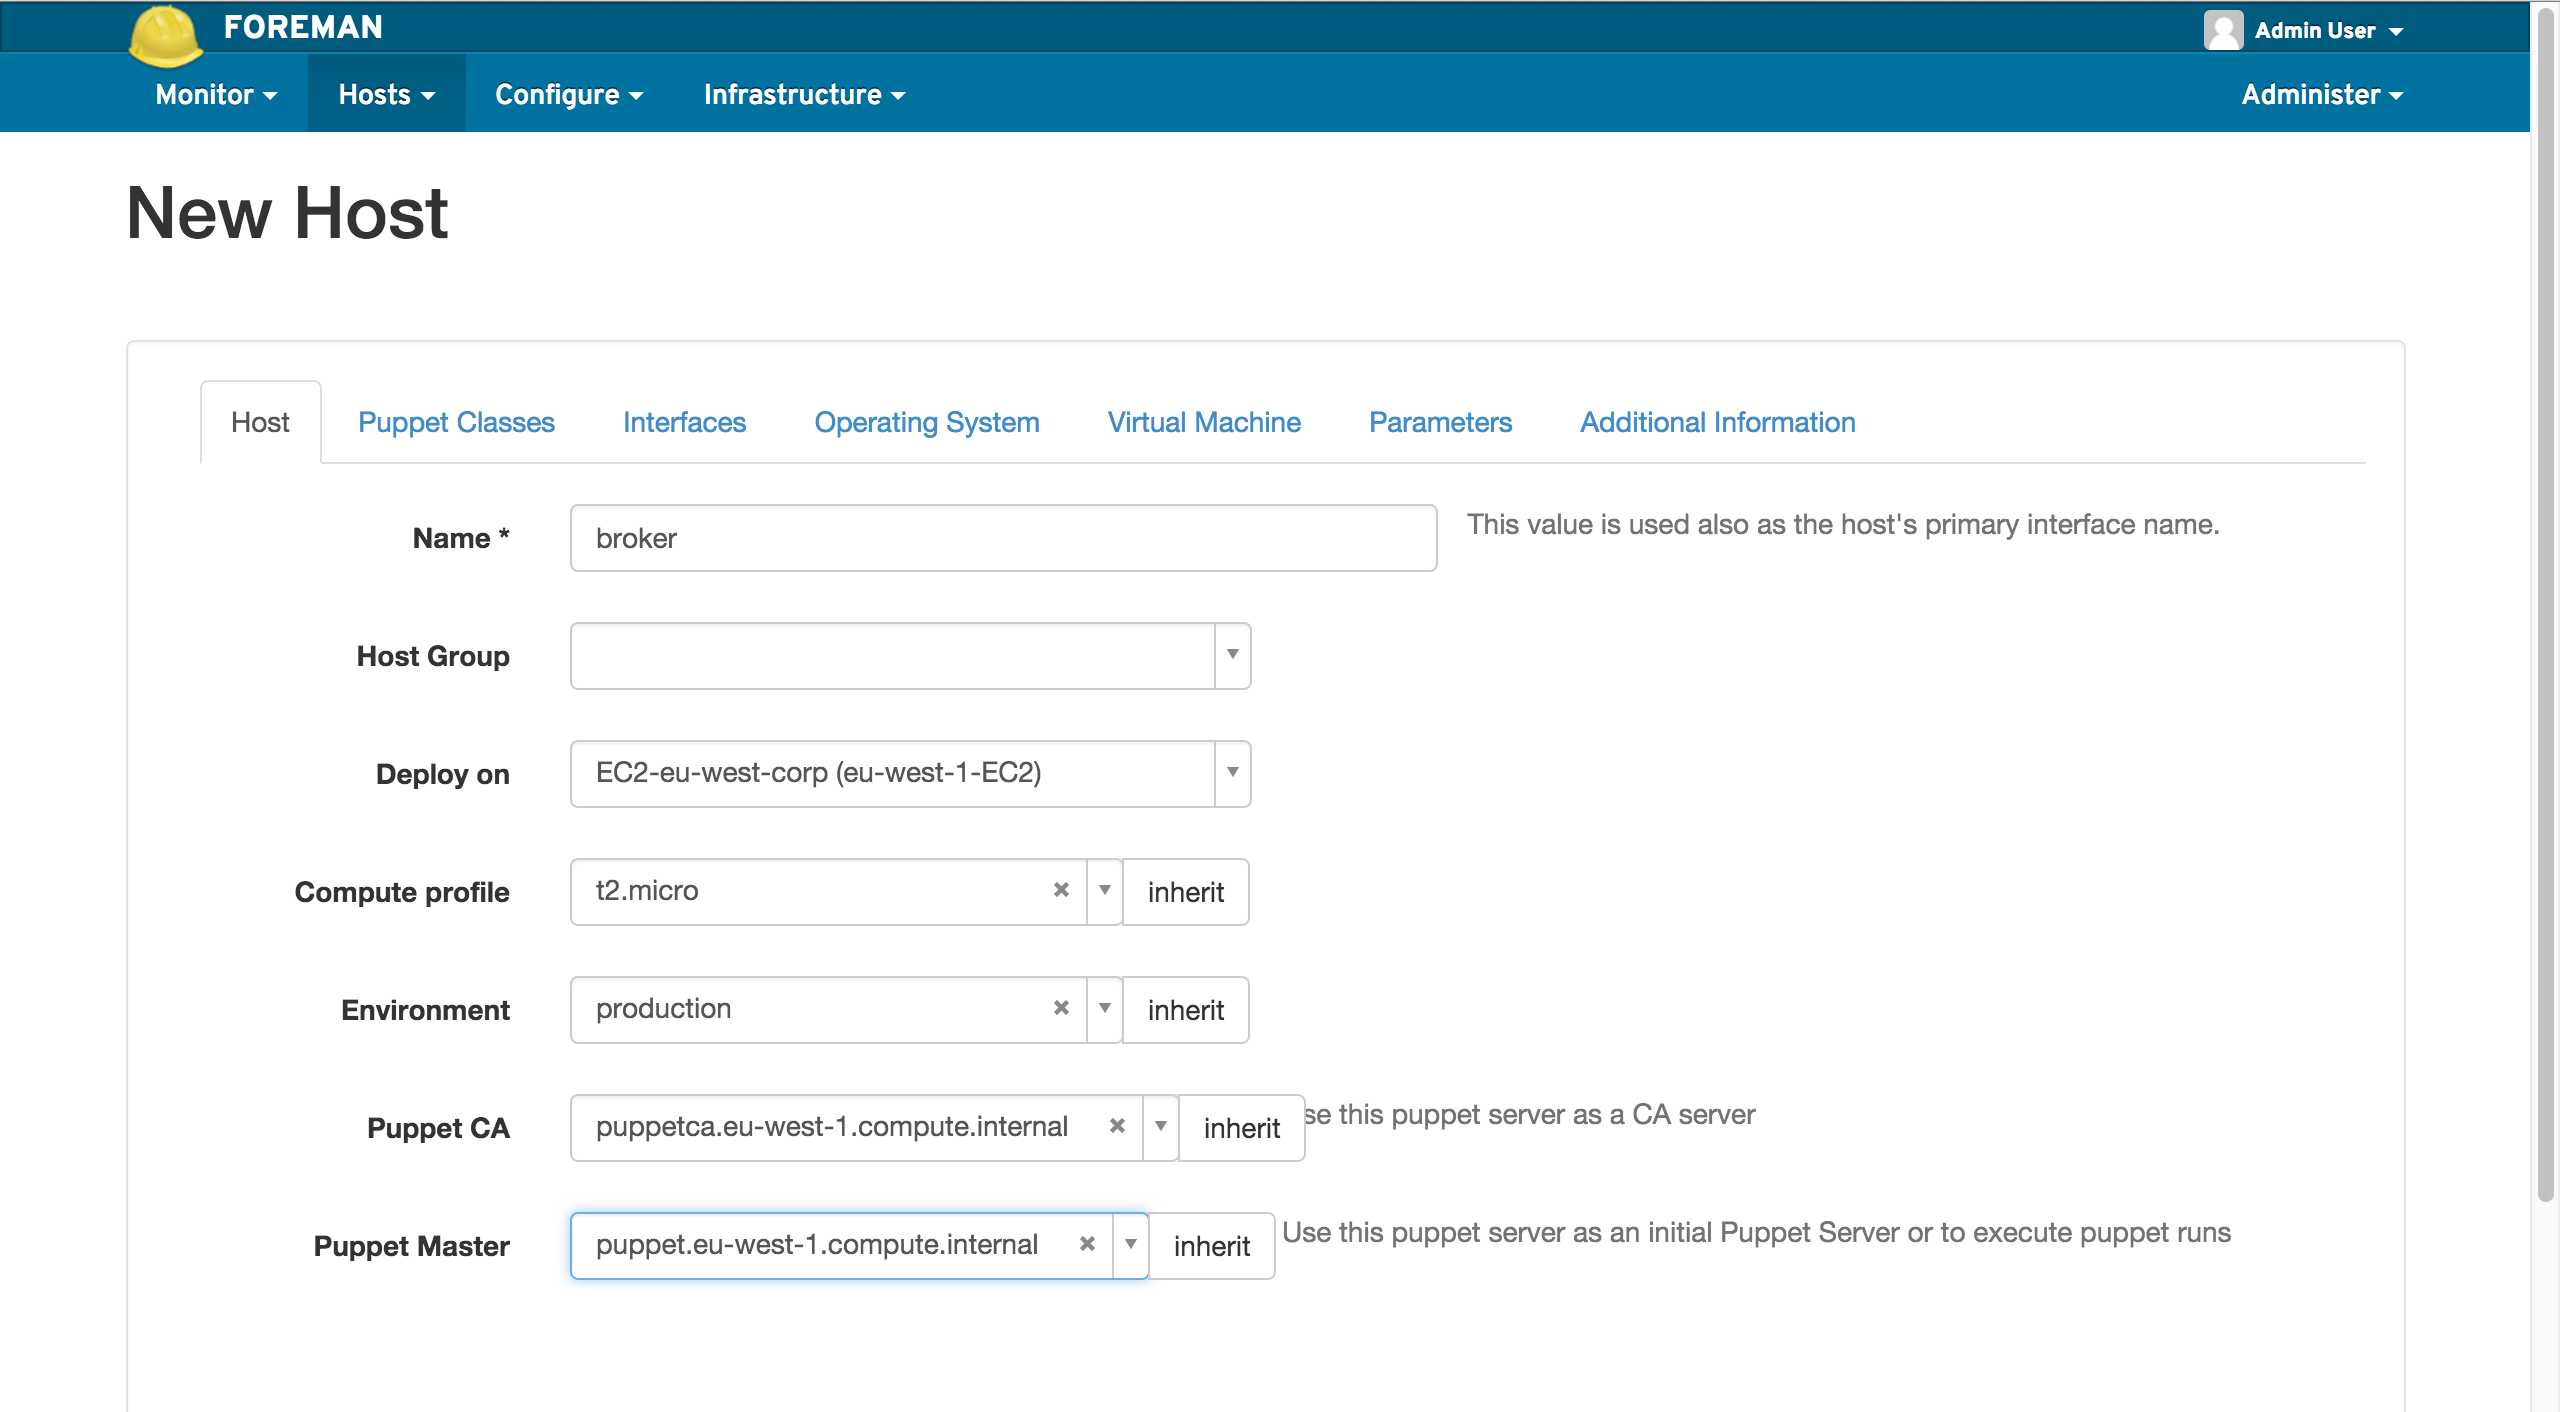 FOREMAN
Admin User
Monitor Hosts Configure Infrastructure Administer
New Host
Host Puppet Classes Interfaces Operating System Virtual Machine Parameters Additional Information
Name * broker This value is used also as the host's primary interface name.
Host Group
Deploy on EC2-eu-west-corp (eu-west-1-EC2)
Compute profile t2.micro inherit
Environment production inherit
Puppet CA puppetca.eu-west-1.compute.internal inherit se this puppet server as a CA server
Puppet Master puppet.eu-west-1.compute.internal inherit Use this puppet server as an initial Puppet Server or to execute puppet runs